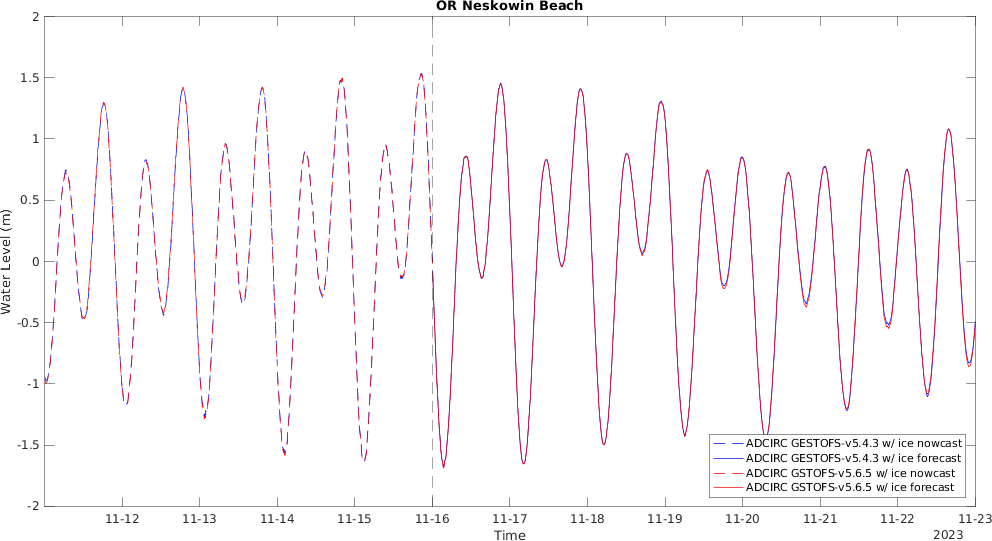 OR Neskowin Beach
2
1.5
1
0.5
0
-0.5
-1
-1.5
-2
Water Level (m)
ADCIRC GESTOFS-v5.4.3 w/ ice nowcast
ADCIRC GESTOFS-v5.4.3 w/ ice forecast
ADCIRC GSTOFS-v5.6.5 w/ ice nowcast
ADCIRC GSTOFS-v5.6.5 w/ ice forecast
11-12 11-13 11-14 11-15 11-16 11-17 11-18 11-19 11-20 11-21 11-22 11-23
Time
2023